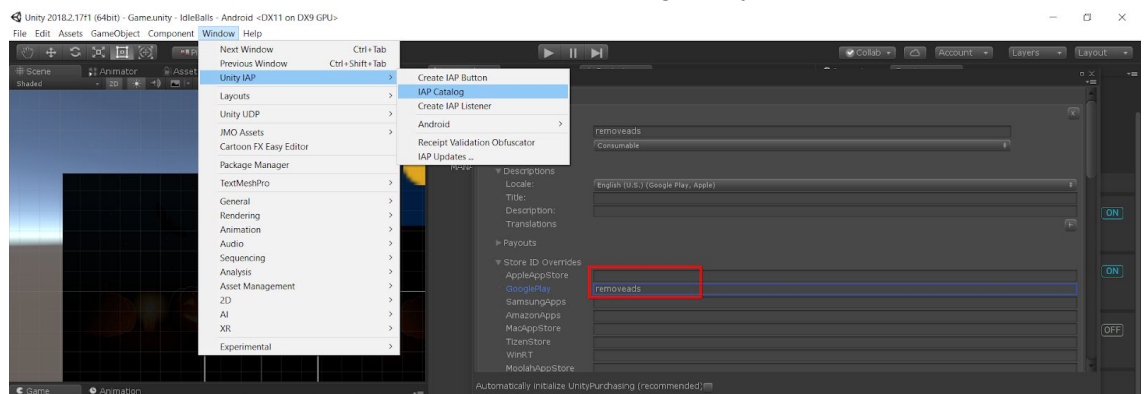 Unity 2018.2.17f1 (64bit) - Game.unity - IdleBalls - Android <DX11 on DX9 GPU>
File Edit Assets GameObject Component Window Help
Collab Account Layers Layout
Scene Animator Asset
Shaded 2D
Next Window Ctrl+Tab
Previous Window Ctrl+Shift+Tab
Unity IAP
Layouts
Unity UDP
JMO Assets
Cartoon FX Easy Editor
Package Manager
TextMeshPro
General
Rendering
Animation
Audio
Sequencing
Analysis
Asset Management
2D
AI
XR
Experimental
Create IAP Button
IAP Catalog
Create IAP Listener
Android
Receipt Validation Obfuscator
IAP Updates ...
removeads
Consumable
Descriptions
Locale: English (U.S.) (Google Play, Apple)
Title:
Description:
Translations
Payouts
Store ID Overrides
AppleAppStore
GooglePlay removeads
SamsungApps
AmazonApps
MacAppStore
TizenStore
WinRT
MoolahAppStore
Automatically initialize UnityPurchasing (recommended)
ON
ON
OFF
Game Animation